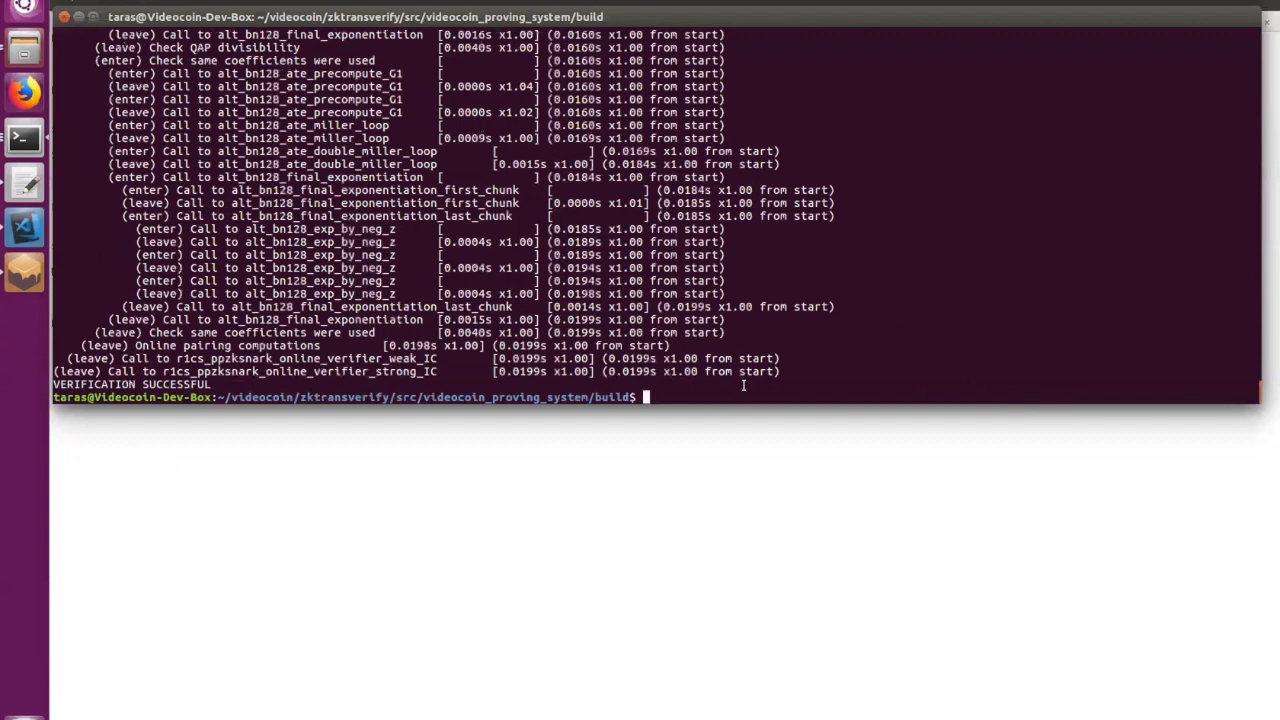 taras@Videocoin-Dev-Box: ~/videocoin/zktransverify/src/videocoin_proving_system/build
(leave) Call to alt_bn128_final_exponentiation [0.0016s x1.00] (0.0160s x1.00 from start)
(leave) Check QAP divisibility [0.0040s x1.00] (0.0160s x1.00 from start)
(enter) Check same coefficients were used [ ] (0.0160s x1.00 from start)
(enter) Call to alt_bn128_ate_precompute_G1 [ ] (0.0160s x1.00 from start)
(leave) Call to alt_bn128_ate_precompute_G1 [0.0000s x1.04] (0.0160s x1.00 from start)
(enter) Call to alt_bn128_ate_precompute_G1 [ ] (0.0160s x1.00 from start)
(leave) Call to alt_bn128_ate_precompute_G1 [0.0000s x1.02] (0.0160s x1.00 from start)
(enter) Call to alt_bn128_ate_miller_loop [ ] (0.0160s x1.00 from start)
(leave) Call to alt_bn128_ate_miller_loop [0.0009s x1.00] (0.0169s x1.00 from start)
(enter) Call to alt_bn128_ate_double_miller_loop [ ] (0.0169s x1.00 from start)
(leave) Call to alt_bn128_ate_double_miller_loop [0.0015s x1.00] (0.0184s x1.00 from start)
(enter) Call to alt_bn128_final_exponentiation [ ] (0.0184s x1.00 from start)
(enter) Call to alt_bn128_final_exponentiation_first_chunk [ ] (0.0184s x1.00 from start)
(leave) Call to alt_bn128_final_exponentiation_first_chunk [0.0000s x1.01] (0.0185s x1.00 from start)
(enter) Call to alt_bn128_final_exponentiation_last_chunk [ ] (0.0185s x1.00 from start)
(enter) Call to alt_bn128_exp_by_neg_z [ ] (0.0185s x1.00 from start)
(leave) Call to alt_bn128_exp_by_neg_z [0.0004s x1.00] (0.0189s x1.00 from start)
(enter) Call to alt_bn128_exp_by_neg_z [ ] (0.0189s x1.00 from start)
(leave) Call to alt_bn128_exp_by_neg_z [0.0004s x1.00] (0.0194s x1.00 from start)
(enter) Call to alt_bn128_exp_by_neg_z [ ] (0.0194s x1.00 from start)
(leave) Call to alt_bn128_exp_by_neg_z [0.0004s x1.00] (0.0198s x1.00 from start)
(leave) Call to alt_bn128_final_exponentiation_last_chunk [0.0014s x1.00] (0.0199s x1.00 from start)
(leave) Call to alt_bn128_final_exponentiation [0.0015s x1.00] (0.0199s x1.00 from start)
(leave) Check same coefficients were used [0.0040s x1.00] (0.0199s x1.00 from start)
(leave) Online pairing computations [0.0198s x1.00] (0.0199s x1.00 from start)
(leave) Call to r1cs_ppzksnark_online_verifier_weak_IC [0.0199s x1.00] (0.0199s x1.00 from start)
(leave) Call to r1cs_ppzksnark_online_verifier_strong_IC [0.0199s x1.00] (0.0199s x1.00 from start)
VERIFICATION SUCCESSFUL
taras@Videocoin-Dev-Box:~/videocoin/zktransverify/src/videocoin_proving_system/build$